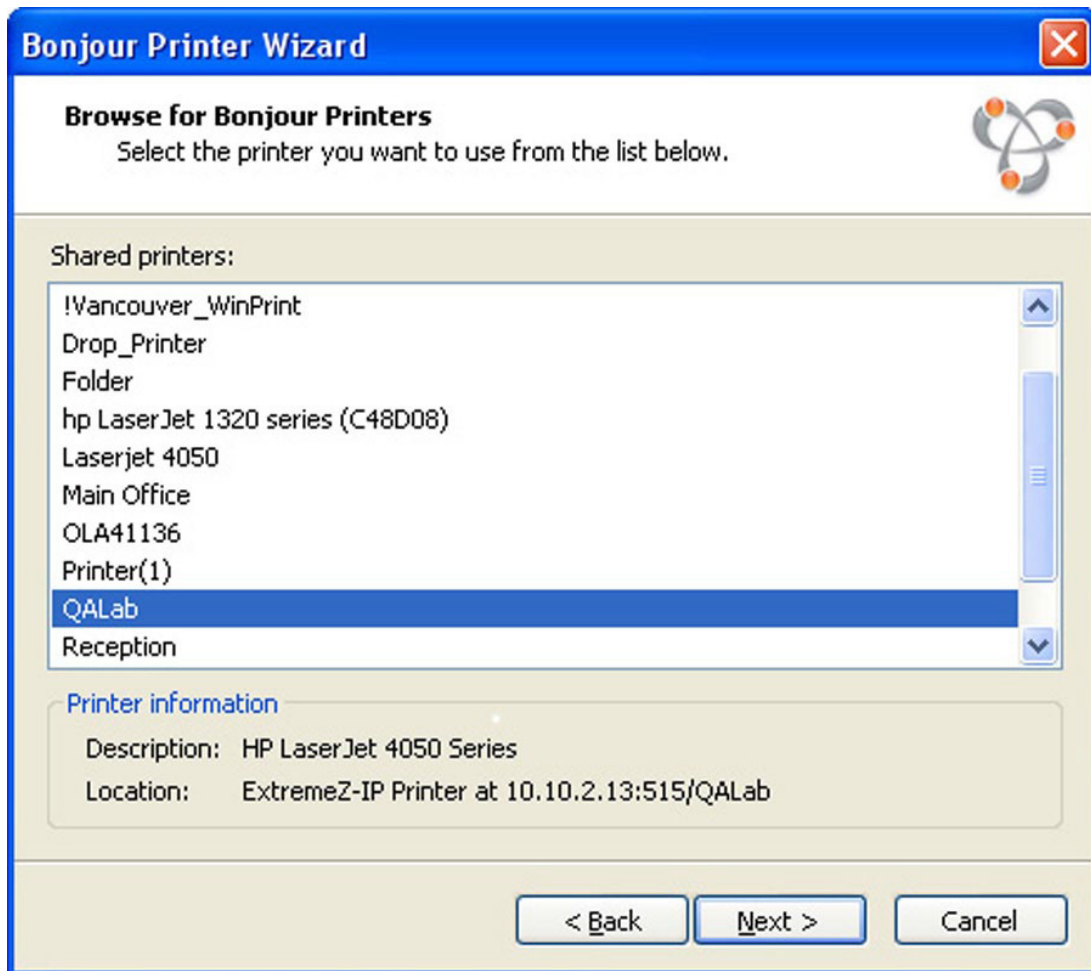 Bonjour Printer Wizard
Browse for Bonjour Printers
Select the printer you want to use from the list below.
Shared printers:
!Vancouver_WinPrint
Drop_Printer
Folder
hp LaserJet 1320 series (C48D08)
Laserjet 4050
Main Office
OLA41136
Printer(1)
QALab
Reception
Printer information
Description: HP LaserJet 4050 Series
Location: ExtremeZ-IP Printer at 10.10.2.13:515/QALab
< Back Next > Cancel